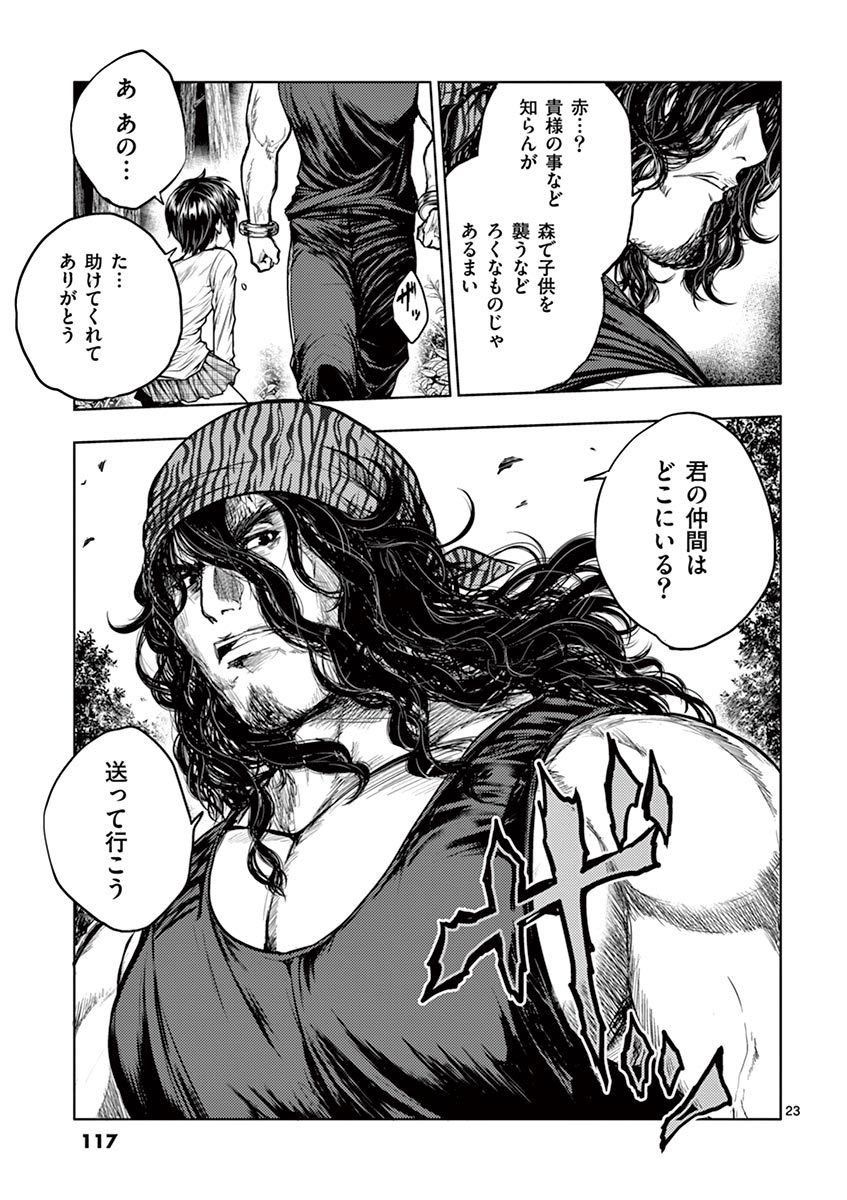 赤…?
貴様の事など
知らんが
森で子供を
襲うなど
ろくなものじゃ
あるまい
あ あの…
ザッ
た…
助けてくれて
ありがとう
君の仲間は
どこにいる?
ザ…
送って行こう
23
117